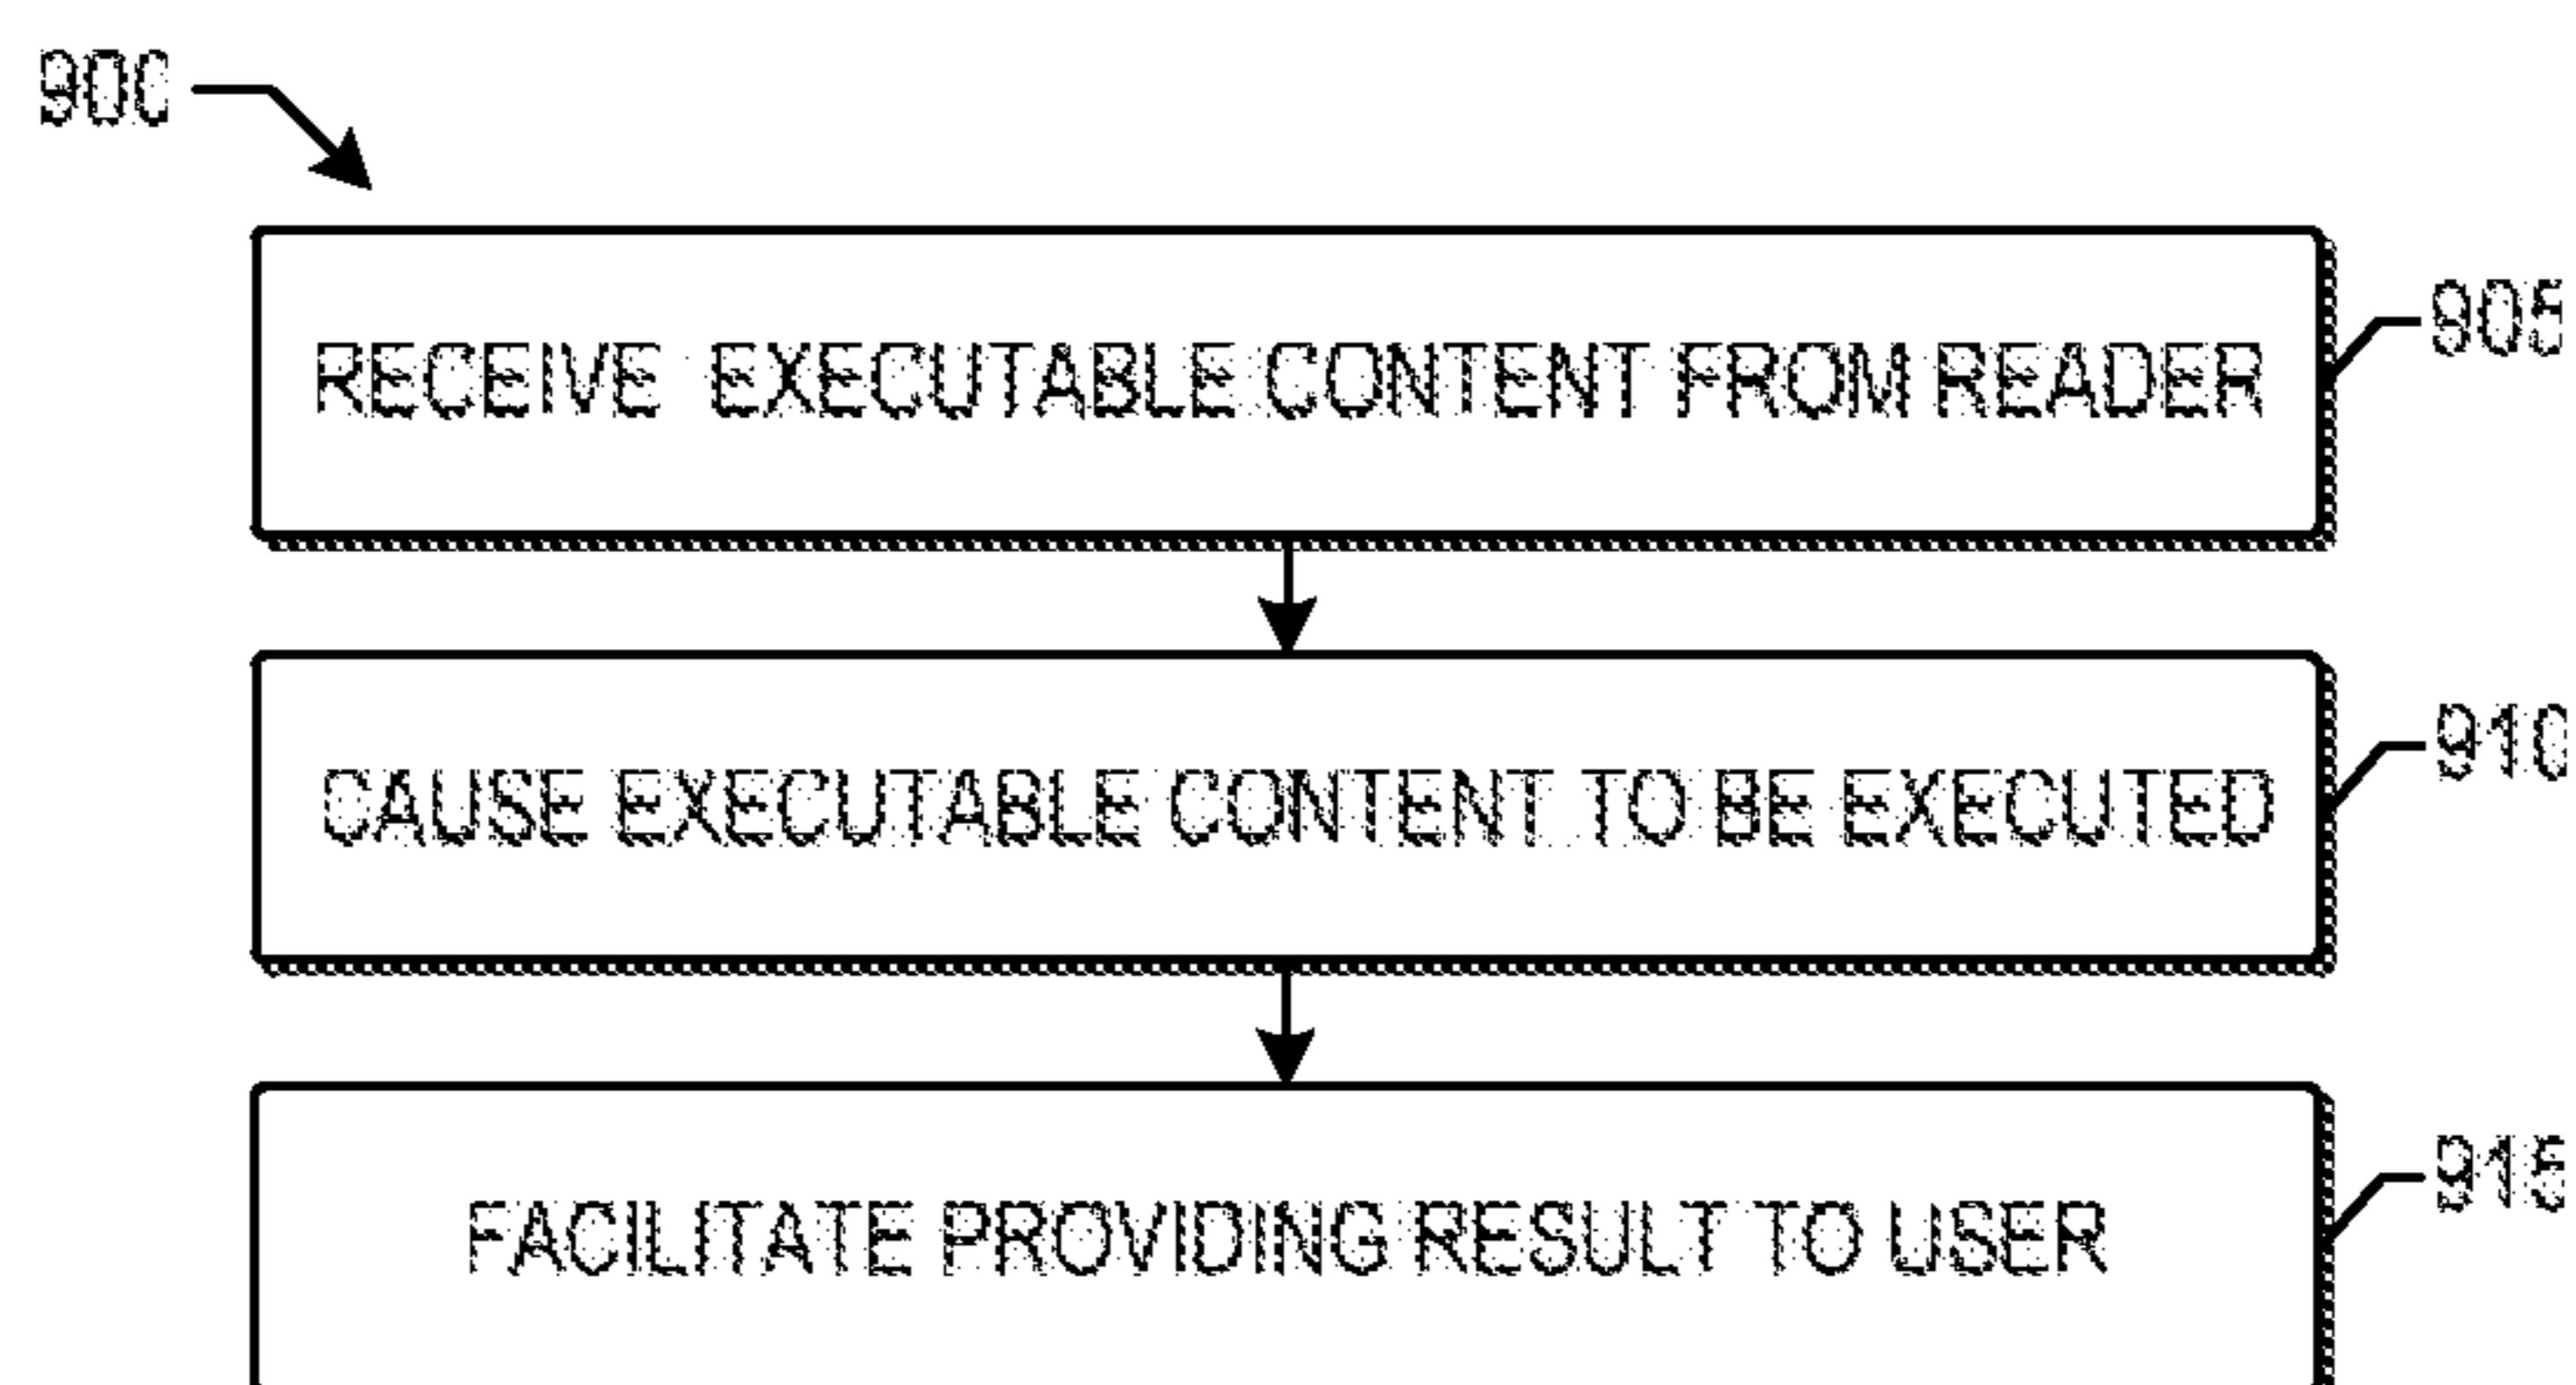 900
RECEIVE EXECUTABLE CONTENT FROM READER
905
CAUSE EXECUTABLE CONTENT TO BE EXECUTED
910
FACILITATE PROVIDING RESULT TO USER
915